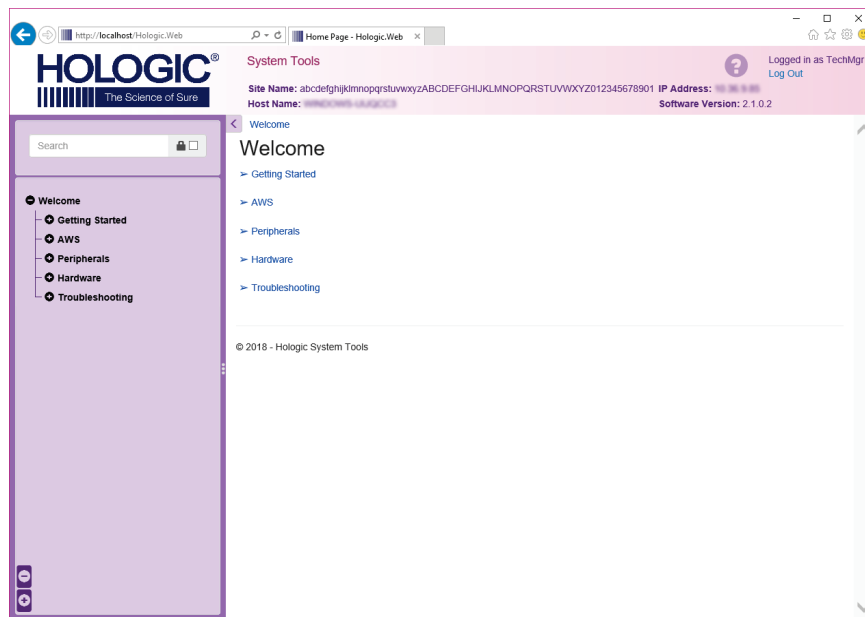 http://localhost/Hologic.Web
Home Page - Hologic.Web
HOLOGIC®
The Science of Sure
System Tools
Logged in as TechMgr
Log Out
Site Name: abcdefghijklmnopqrstuvwxyzABCDEFGHIJKLMNOPQRSTUVWXYZ012345678901 IP Address:
Host Name: Software Version: 2.1.0.2
Search
Welcome
Getting Started
AWS
Peripherals
Hardware
Troubleshooting
Welcome
Welcome
➢ Getting Started
➢ AWS
➢ Peripherals
➢ Hardware
➢ Troubleshooting
© 2018 - Hologic System Tools